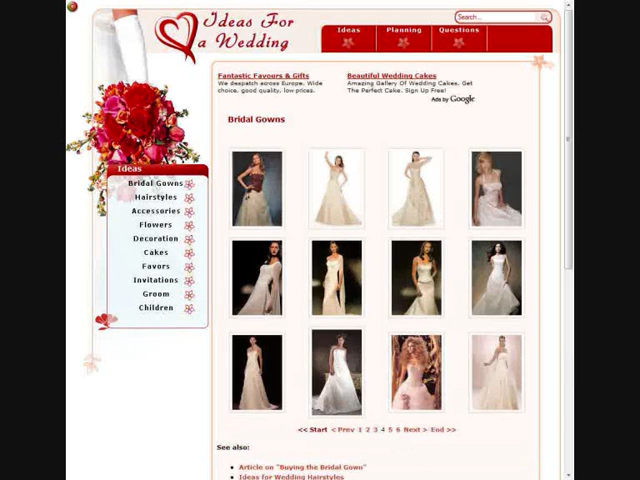 Ideas For
a Wedding
Search...
Ideas
Planning
Questions
Fantastic Favours & Gifts
We despatch across Europe. Wide
choice, good quality, low prices.
Beautiful Wedding Cakes
Amazing Gallery Of Wedding Cakes. Get
The Perfect Cake. Sign Up Free!
Ads by Google
Bridal Gowns
Ideas
Bridal Gowns
Hairstyles
Accessories
Flowers
Decoration
Cakes
Favors
Invitations
Groom
Children
<< Start < Prev 1 2 3 4 5 6 Next > End >>
See also:
Article on "Buying the Bridal Gown"
Ideas for Wedding Hairstyles